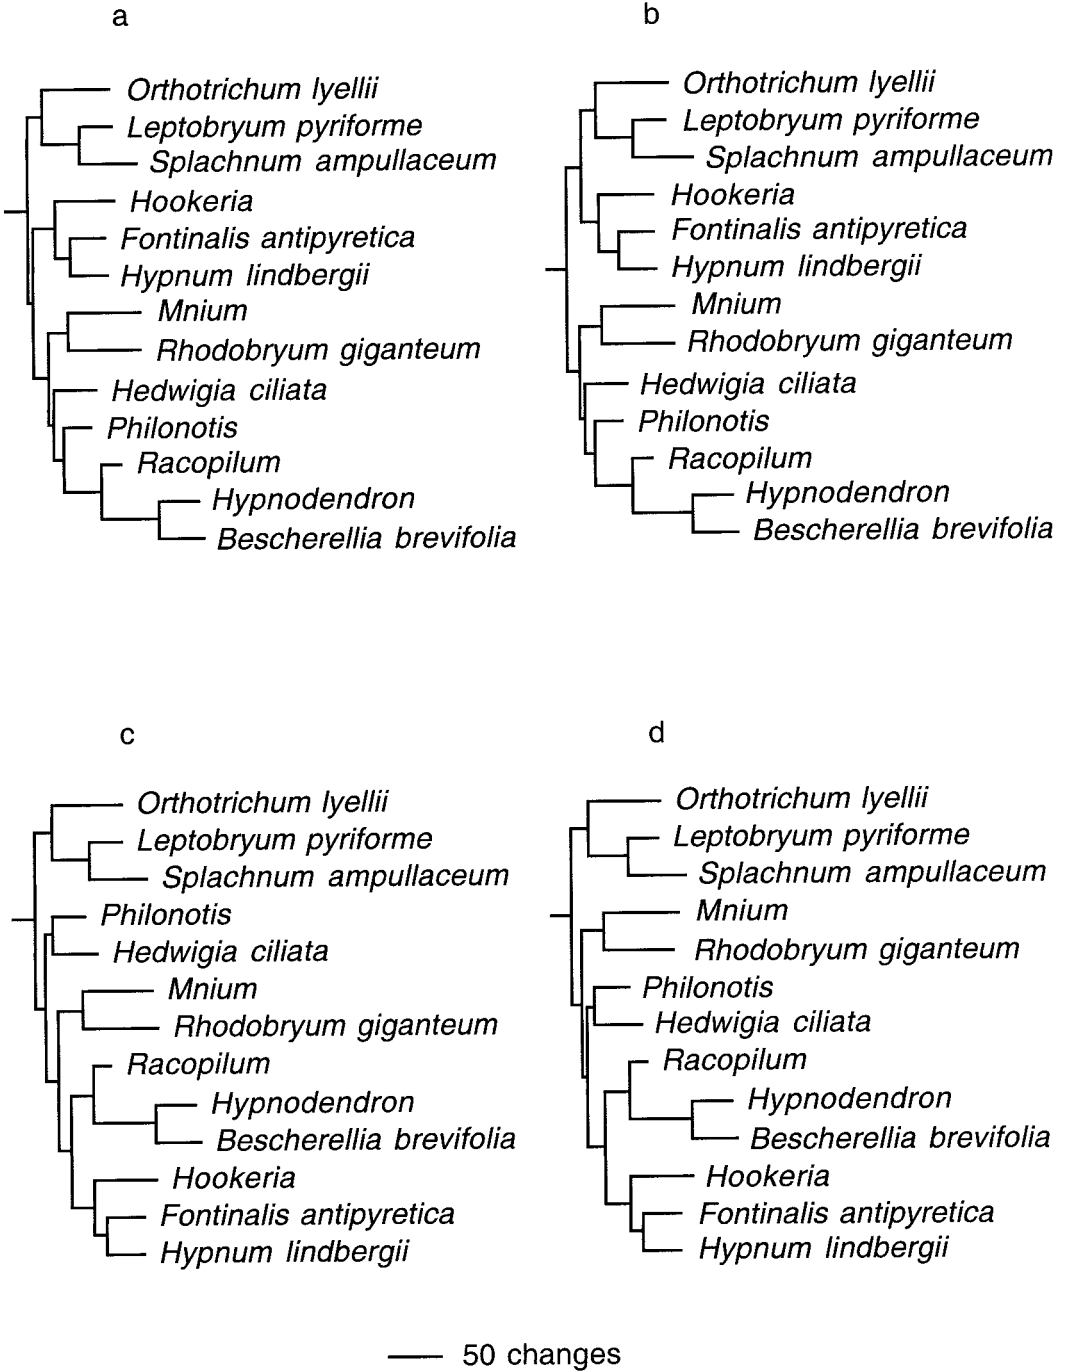 a
Orthotrichum lyellii
Leptobryum pyriforme
Splachnum ampullaceum
Hookeria
Fontinalis antipyretica
Hypnum lindbergii
Mnium
Rhodobryum giganteum
Hedwigia ciliata
Philonotis
Racopilum
Hypnodendron
Bescherellia brevifolia
b
Orthotrichum lyellii
Leptobryum pyriforme
Splachnum ampullaceum
Hookeria
Fontinalis antipyretica
Hypnum lindbergii
Mnium
Rhodobryum giganteum
Hedwigia ciliata
Philonotis
Racopilum
Hypnodendron
Bescherellia brevifolia
c
Orthotrichum lyellii
Leptobryum pyriforme
Splachnum ampullaceum
Philonotis
Hedwigia ciliata
Mnium
Rhodobryum giganteum
Racopilum
Hypnodendron
Bescherellia brevifolia
Hookeria
Fontinalis antipyretica
Hypnum lindbergii
d
Orthotrichum lyellii
Leptobryum pyriforme
Splachnum ampullaceum
Mnium
Rhodobryum giganteum
Philonotis
Hedwigia ciliata
Racopilum
Hypnodendron
Bescherellia brevifolia
Hookeria
Fontinalis antipyretica
Hypnum lindbergii
50 changes